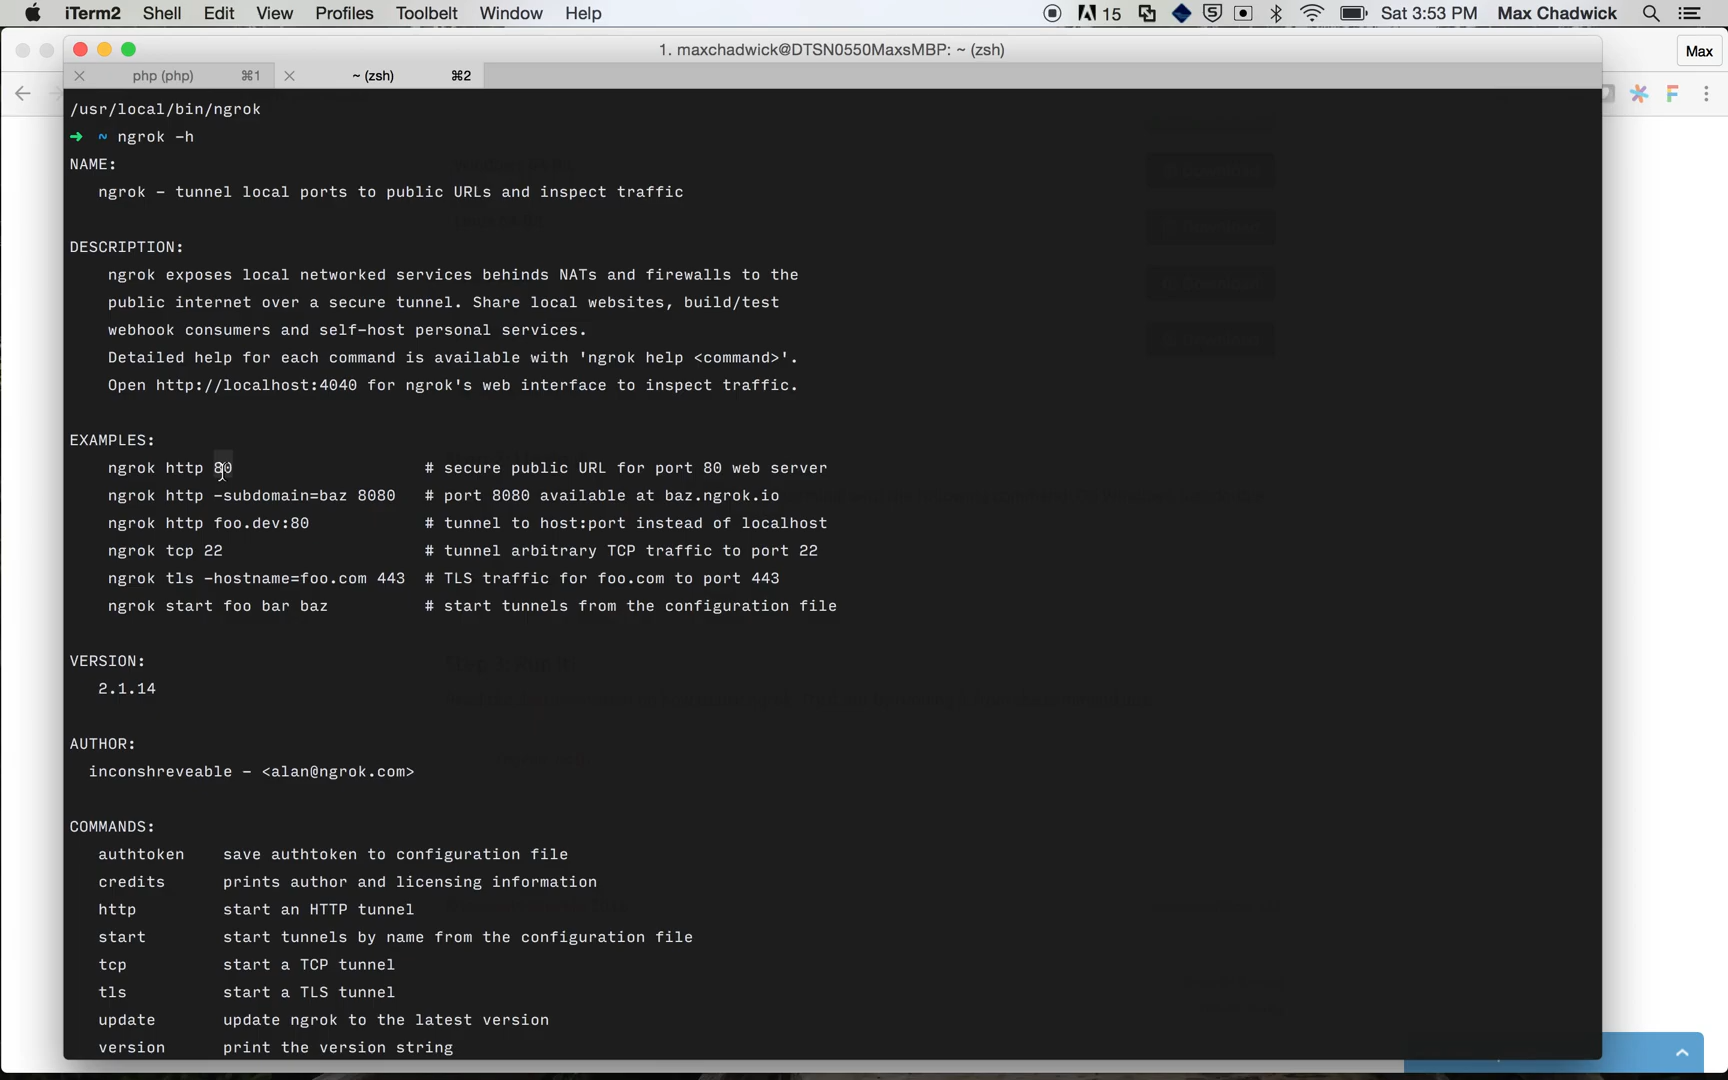 iTerm2 Shell Edit View Profiles Toolbelt Window Help 15 Sat 3:53 PM Max Chadwick
1. maxchadwick@DTSN0550MaxsMBP: ~ (zsh)
Max
php (php) ⌘1 ~ (zsh) ⌘2
/usr/local/bin/ngrok
➜ ~ ngrok -h
NAME:
ngrok - tunnel local ports to public URLs and inspect traffic
DESCRIPTION:
ngrok exposes local networked services behinds NATs and firewalls to the
public internet over a secure tunnel. Share local websites, build/test
webhook consumers and self-host personal services.
Detailed help for each command is available with 'ngrok help <command>'.
Open http://localhost:4040 for ngrok's web interface to inspect traffic.
EXAMPLES:
ngrok http 80 # secure public URL for port 80 web server
ngrok http -subdomain=baz 8080 # port 8080 available at baz.ngrok.io
ngrok http foo.dev:80 # tunnel to host:port instead of localhost
ngrok tcp 22 # tunnel arbitrary TCP traffic to port 22
ngrok tls -hostname=foo.com 443 # TLS traffic for foo.com to port 443
ngrok start foo bar baz # start tunnels from the configuration file
VERSION:
2.1.14
AUTHOR:
inconshreveable - <alan@ngrok.com>
COMMANDS:
authtoken save authtoken to configuration file
credits prints author and licensing information
http start an HTTP tunnel
start start tunnels by name from the configuration file
tcp start a TCP tunnel
tls start a TLS tunnel
update update ngrok to the latest version
version print the version string